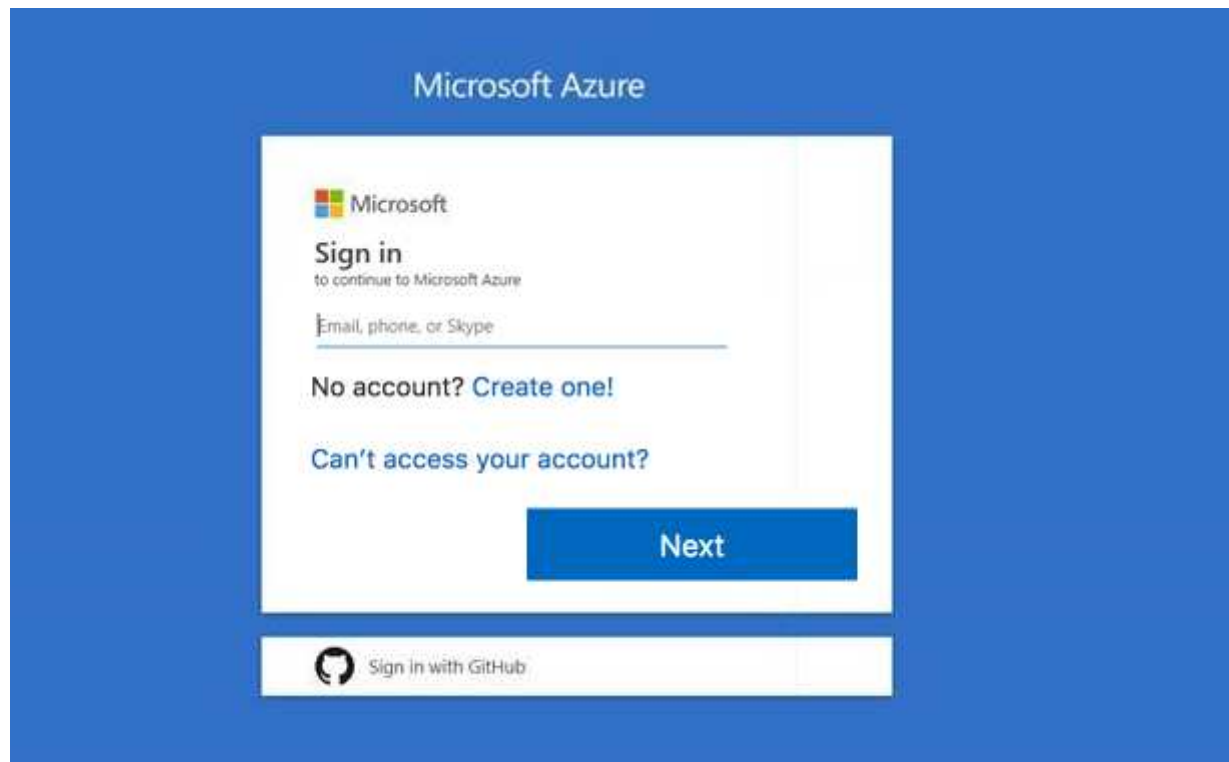 Microsoft Azure
Microsoft
Sign in
to continue to Microsoft Azure
Email, phone, or Skype
No account? Create one!
Can't access your account?
Next
Sign in with GitHub